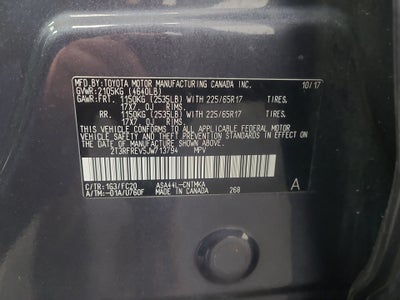 MFD.BY:TOYOTA MOTOR MANUFACTURING CANADA INC. 10/17
GVWR:2105KG (4640LB)
GAWR:FRT. 1150KG (2535LB) WITH 225/65R17 TIRES,
17X7.0J RIMS,
RR. 1150KG (2535LB) WITH 225/65R17 TIRES,
17X7.0J RIMS,
THIS VEHICLE CONFORMS TO ALL APPLICABLE FEDERAL MOTOR
VEHICLE SAFETY AND THEFT PREVENTION STANDARDS IN EFFECT
ON THE DATE OF MANUFACTURE SHOWN ABOVE.
2T3RFREV5JW713794 MPV
C/TR:1G3/FC20 ASA44L-CNTMKA
A/TM:-01A/U760F MADE IN CANADA 268 A